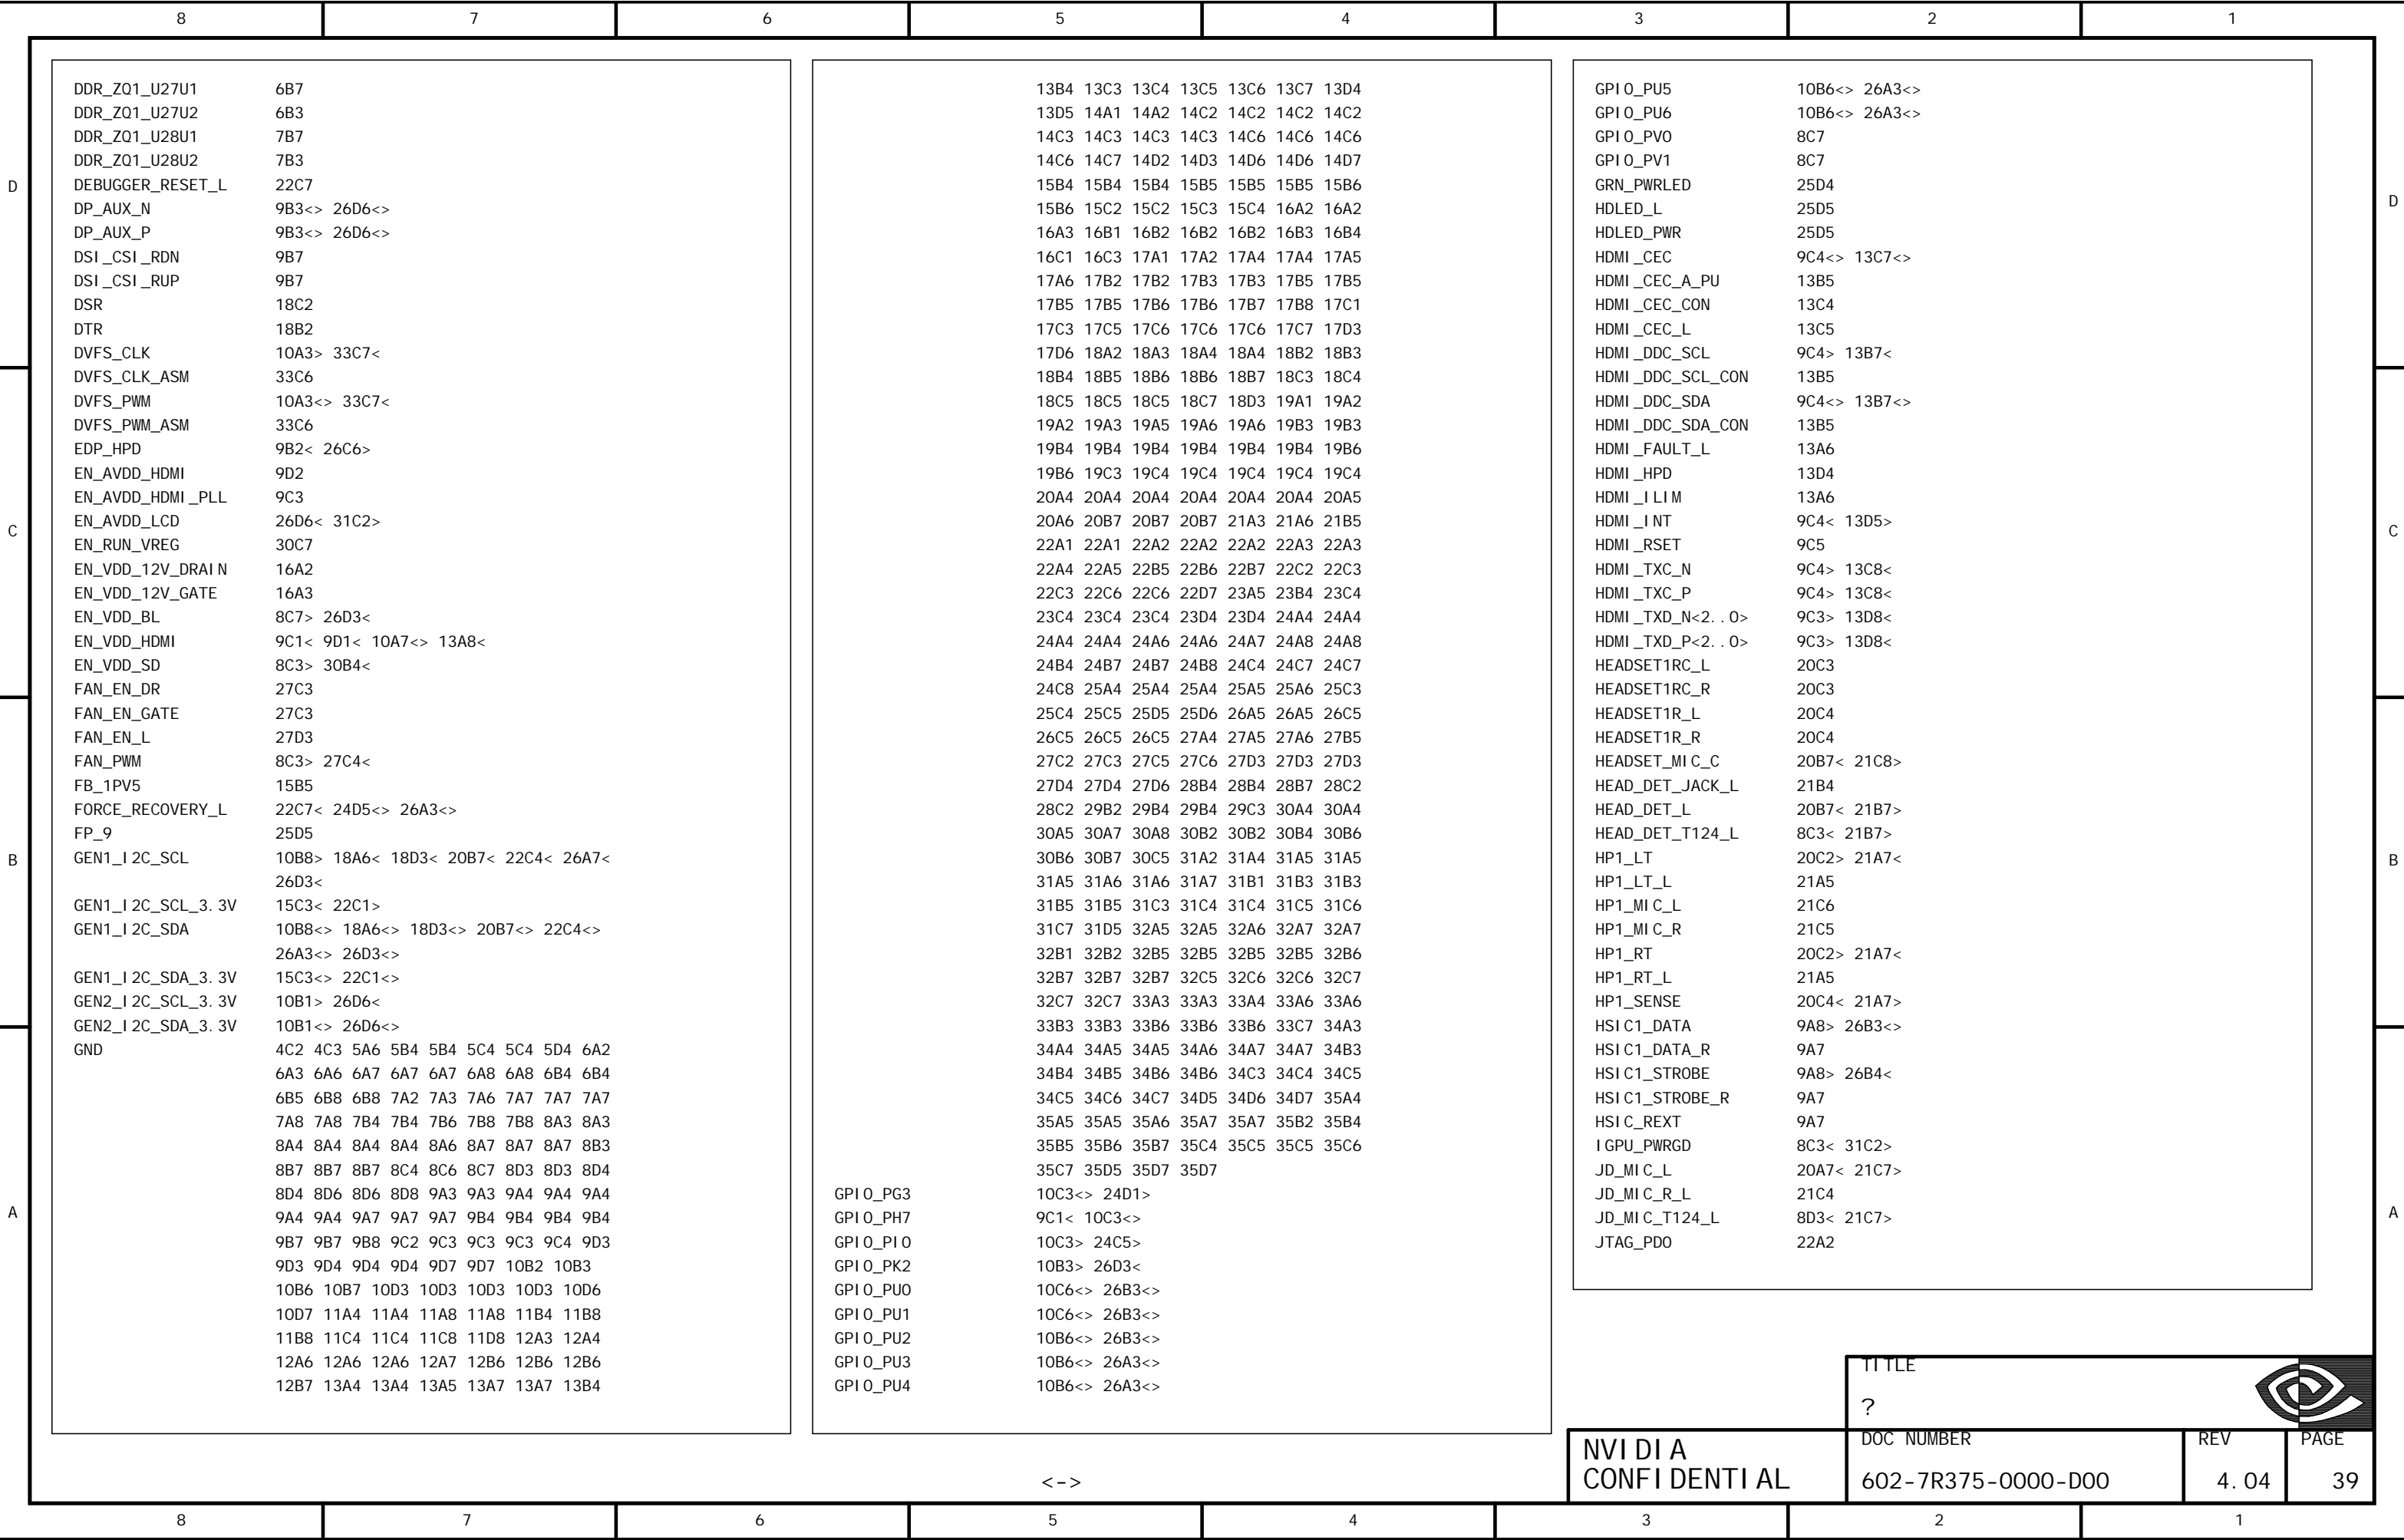 8 7 6 5 4 3 2 1
DDR_ZQ1_U27U1 6B7
DDR_ZQ1_U27U2 6B3
DDR_ZQ1_U28U1 7B7
DDR_ZQ1_U28U2 7B3
DEBUGGER_RESET_L 22C7
DP_AUX_N 9B3<> 26D6<>
DP_AUX_P 9B3<> 26D6<>
DSI_CSI_RDN 9B7
DSI_CSI_RUP 9B7
DSR 18C2
DTR 18B2
DVFS_CLK 10A3> 33C7<
DVFS_CLK_ASM 33C6
DVFS_PWM 10A3<> 33C7<
DVFS_PWM_ASM 33C6
EDP_HPD 9B2< 26C6>
EN_AVDD_HDMI 9D2
EN_AVDD_HDMI_PLL 9C3
EN_AVDD_LCD 26D6< 31C2>
EN_RUN_VREG 30C7
EN_VDD_12V_DRAIN 16A2
EN_VDD_12V_GATE 16A3
EN_VDD_BL 8C7> 26D3<
EN_VDD_HDMI 9C1< 9D1< 10A7<> 13A8<
EN_VDD_SD 8C3> 30B4<
FAN_EN_DR 27C3
FAN_EN_GATE 27C3
FAN_EN_L 27D3
FAN_PWM 8C3> 27C4<
FB_1PV5 15B5
FORCE_RECOVERY_L 22C7< 24D5<> 26A3<>
FP_9 25D5
GEN1_I2C_SCL 10B8> 18A6< 18D3< 20B7< 22C4< 26A7<
26D3<
GEN1_I2C_SCL_3.3V 15C3< 22C1>
GEN1_I2C_SDA 10B8<> 18A6<> 18D3<> 20B7<> 22C4<>
26A3<> 26D3<>
GEN1_I2C_SDA_3.3V 15C3<> 22C1<>
GEN2_I2C_SCL_3.3V 10B1> 26D6<
GEN2_I2C_SDA_3.3V 10B1<> 26D6<>
GND 4C2 4C3 5A6 5B4 5B4 5C4 5C4 5D4 6A2
6A3 6A6 6A7 6A7 6A7 6A8 6A8 6B4 6B4
6B5 6B8 6B8 7A2 7A3 7A6 7A7 7A7 7A7
7A8 7A8 7B4 7B4 7B6 7B8 7B8 8A3 8A3
8A4 8A4 8A4 8A4 8A6 8A7 8A7 8A7 8B3
8B7 8B7 8B7 8C4 8C6 8C7 8D3 8D3 8D4
8D4 8D6 8D6 8D8 9A3 9A3 9A4 9A4 9A4
9A4 9A4 9A7 9A7 9A7 9B4 9B4 9B4 9B4
9B7 9B7 9B8 9C2 9C3 9C3 9C3 9C4 9D3
9D3 9D4 9D4 9D4 9D7 9D7 10B2 10B3
10B6 10B7 10D3 10D3 10D3 10D3 10D6
10D7 11A4 11A4 11A8 11A8 11B4 11B8
11B8 11C4 11C4 11C8 11D8 12A3 12A4
12A6 12A6 12A6 12A7 12B6 12B6 12B6
12B7 13A4 13A4 13A5 13A7 13A7 13B4
13B4 13C3 13C4 13C5 13C6 13C7 13D4
13D5 14A1 14A2 14C2 14C2 14C2 14C2
14C3 14C3 14C3 14C3 14C6 14C6 14C6
14C6 14C7 14D2 14D3 14D6 14D6 14D7
15B4 15B4 15B4 15B5 15B5 15B5 15B6
15B6 15C2 15C2 15C3 15C4 16A2 16A2
16A3 16B1 16B2 16B2 16B2 16B3 16B4
16C1 16C3 17A1 17A2 17A4 17A4 17A5
17A6 17B2 17B2 17B3 17B3 17B5 17B5
17B5 17B5 17B6 17B6 17B7 17B8 17C1
17C3 17C5 17C6 17C6 17C6 17C7 17D3
17D6 18A2 18A3 18A4 18A4 18B2 18B3
18B4 18B5 18B6 18B6 18B7 18C3 18C4
18C5 18C5 18C5 18C7 18D3 19A1 19A2
19A2 19A3 19A5 19A6 19A6 19B3 19B3
19B4 19B4 19B4 19B4 19B4 19B4 19B6
19B6 19C3 19C4 19C4 19C4 19C4 19C4
20A4 20A4 20A4 20A4 20A4 20A4 20A5
20A6 20B7 20B7 20B7 21A3 21A6 21B5
22A1 22A1 22A2 22A2 22A2 22A3 22A3
22A4 22A5 22B5 22B6 22B7 22C2 22C3
22C3 22C6 22C6 22D7 23A5 23B4 23C4
23C4 23C4 23C4 23D4 23D4 24A4 24A4
24A4 24A4 24A6 24A6 24A7 24A8 24A8
24B4 24B7 24B7 24B8 24C4 24C7 24C7
24C8 25A4 25A4 25A4 25A5 25A6 25C3
25C4 25C5 25D5 25D6 26A5 26A5 26C5
26C5 26C5 26C5 27A4 27A5 27A6 27B5
27C2 27C3 27C5 27C6 27D3 27D3 27D3
27D4 27D4 27D6 28B4 28B4 28B7 28C2
28C2 29B2 29B4 29B4 29C3 30A4 30A4
30A5 30A7 30A8 30B2 30B2 30B4 30B6
30B6 30B7 30C5 31A2 31A4 31A5 31A5
31A5 31A6 31A6 31A7 31B1 31B3 31B3
31B5 31B5 31C3 31C4 31C4 31C5 31C6
31C7 31D5 32A5 32A5 32A6 32A7 32A7
32B1 32B2 32B5 32B5 32B5 32B5 32B6
32B7 32B7 32B7 32C5 32C6 32C6 32C7
32C7 32C7 33A3 33A3 33A4 33A6 33A6
33B3 33B3 33B6 33B6 33B6 33C7 34A3
34A4 34A5 34A5 34A6 34A7 34A7 34B3
34B4 34B5 34B6 34B6 34C3 34C4 34C5
34C5 34C6 34C7 34D5 34D6 34D7 35A4
35A5 35A5 35A6 35A7 35A7 35B2 35B4
35B5 35B6 35B7 35C4 35C5 35C5 35C6
35C7 35D5 35D7 35D7
GPIO_PG3 10C3<> 24D1>
GPIO_PH7 9C1< 10C3<>
GPIO_PI0 10C3> 24C5>
GPIO_PK2 10B3> 26D3<
GPIO_PU0 10C6<> 26B3<>
GPIO_PU1 10C6<> 26B3<>
GPIO_PU2 10B6<> 26B3<>
GPIO_PU3 10B6<> 26A3<>
GPIO_PU4 10B6<> 26A3<>
GPIO_PU5 10B6<> 26A3<>
GPIO_PU6 10B6<> 26A3<>
GPIO_PV0 8C7
GPIO_PV1 8C7
GRN_PWRLED 25D4
HDLED_L 25D5
HDLED_PWR 25D5
HDMI_CEC 9C4<> 13C7<>
HDMI_CEC_A_PU 13B5
HDMI_CEC_CON 13C4
HDMI_CEC_L 13C5
HDMI_DDC_SCL 9C4> 13B7<
HDMI_DDC_SCL_CON 13B5
HDMI_DDC_SDA 9C4<> 13B7<>
HDMI_DDC_SDA_CON 13B5
HDMI_FAULT_L 13A6
HDMI_HPD 13D4
HDMI_ILIM 13A6
HDMI_INT 9C4< 13D5>
HDMI_RSET 9C5
HDMI_TXC_N 9C4> 13C8<
HDMI_TXC_P 9C4> 13C8<
HDMI_TXD_N<2..0> 9C3> 13D8<
HDMI_TXD_P<2..0> 9C3> 13D8<
HEADSET1RC_L 20C3
HEADSET1RC_R 20C3
HEADSET1R_L 20C4
HEADSET1R_R 20C4
HEADSET_MIC_C 20B7< 21C8>
HEAD_DET_JACK_L 21B4
HEAD_DET_L 20B7< 21B7>
HEAD_DET_T124_L 8C3< 21B7>
HP1_LT 20C2> 21A7<
HP1_LT_L 21A5
HP1_MIC_L 21C6
HP1_MIC_R 21C5
HP1_RT 20C2> 21A7<
HP1_RT_L 21A5
HP1_SENSE 20C4< 21A7>
HSIC1_DATA 9A8> 26B3<>
HSIC1_DATA_R 9A7
HSIC1_STROBE 9A8> 26B4<
HSIC1_STROBE_R 9A7
HSIC_REXT 9A7
IGPU_PWRGD 8C3< 31C2>
JD_MIC_L 20A7< 21C7>
JD_MIC_R_L 21C4
JD_MIC_T124_L 8D3< 21C7>
JTAG_PD0 22A2
D D
C C
B B
A A
TITLE
?
NVIDIA
CONFIDENTIAL
DOC NUMBER REV PAGE
602-7R375-0000-D00 4.04 39
<->
8 7 6 5 4 3 2 1